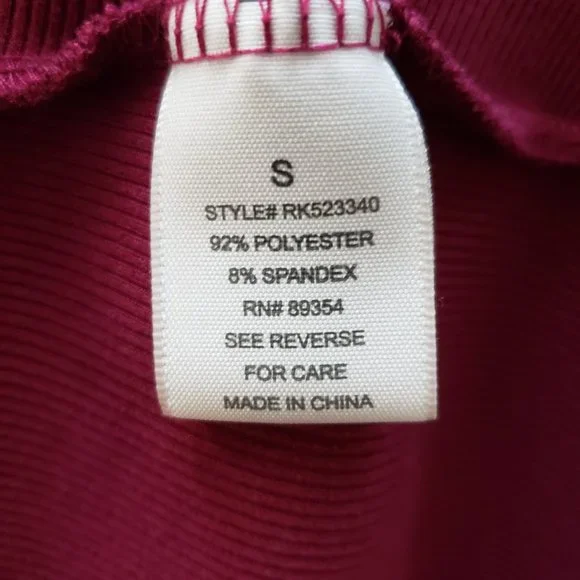 S
STYLE# RK523340
92% POLYESTER
8% SPANDEX
RN# 89354
SEE REVERSE
FOR CARE
MADE IN CHINA